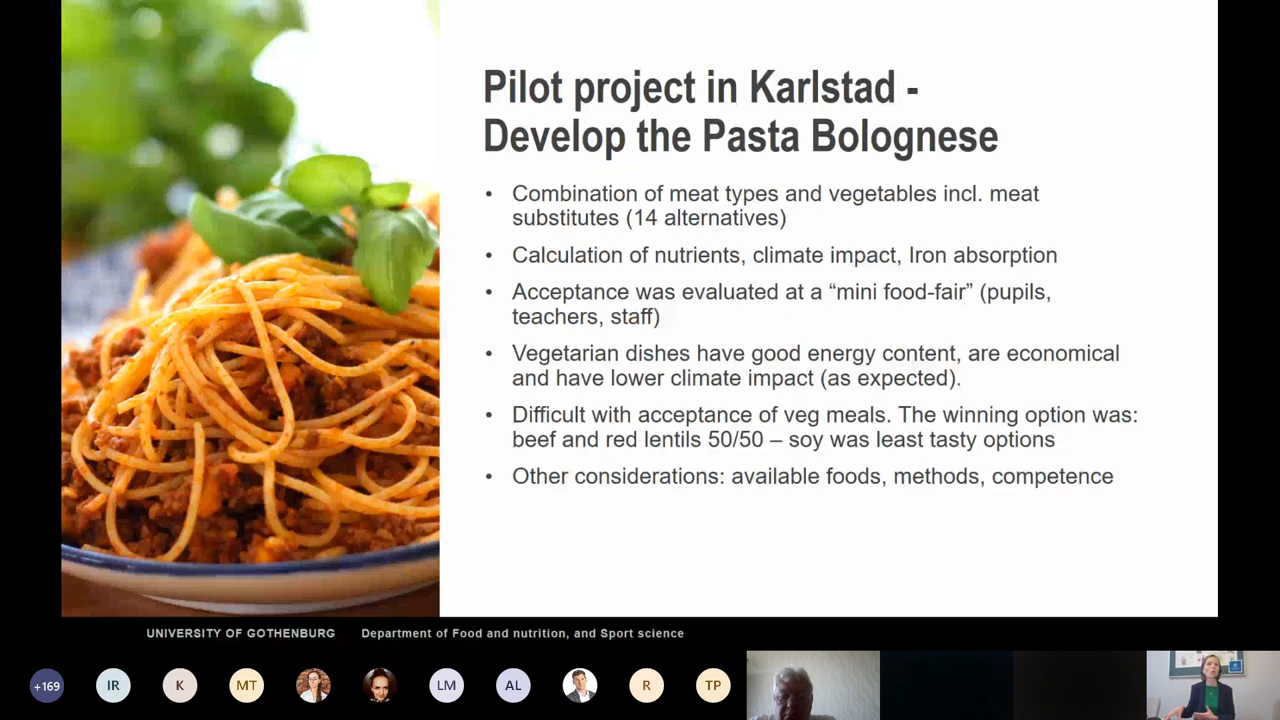 Pilot project in Karlstad -
Develop the Pasta Bolognese
• Combination of meat types and vegetables incl. meat
substitutes (14 alternatives)
• Calculation of nutrients, climate impact, Iron absorption
• Acceptance was evaluated at a “mini food-fair” (pupils,
teachers, staff)
• Vegetarian dishes have good energy content, are economical
and have lower climate impact (as expected).
• Difficult with acceptance of veg meals. The winning option was:
beef and red lentils 50/50 – soy was least tasty options
• Other considerations: available foods, methods, competence
UNIVERSITY OF GOTHENBURG Department of Food and nutrition, and Sport science
+169 IR K MT LM AL R TP